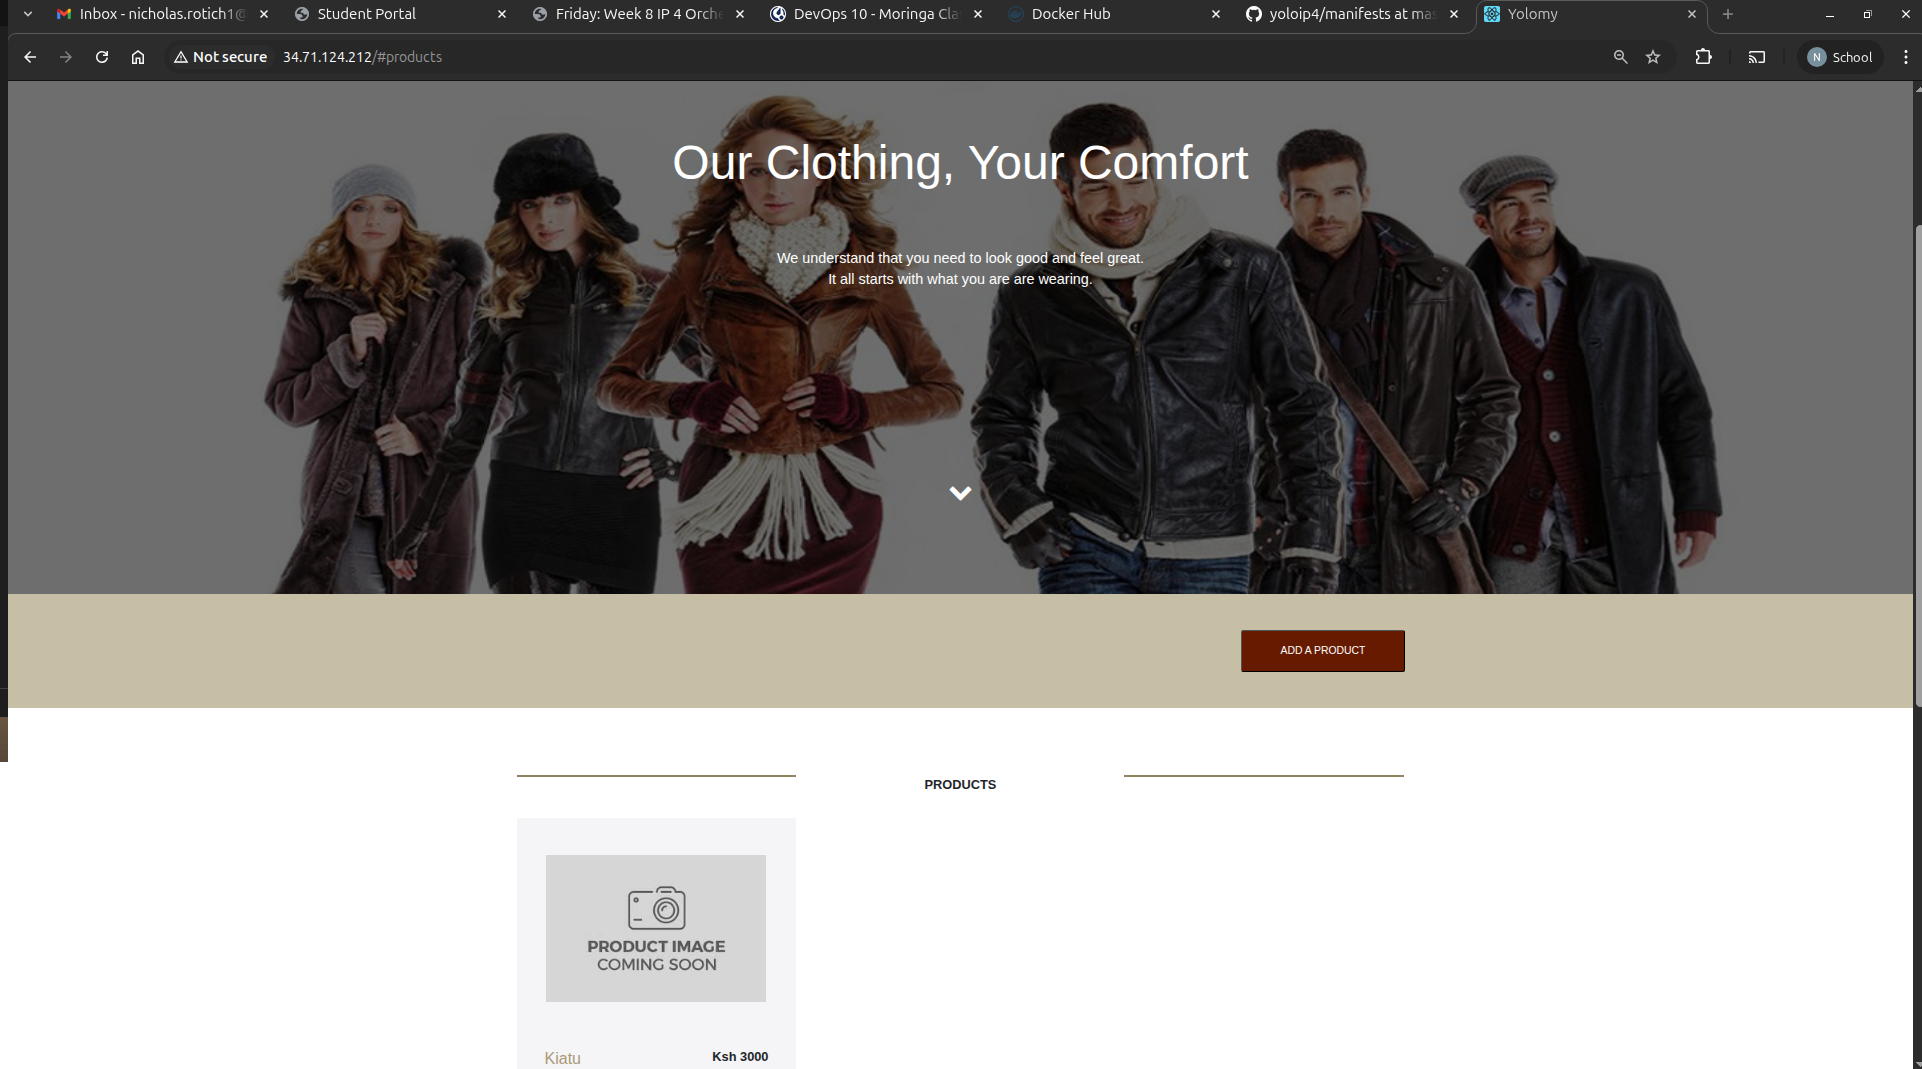 Inbox - nicholas.rotich1@
Student Portal
Friday: Week 8 IP 4 Orche
DevOps 10 - Moringa Cla
Docker Hub
yoloip4/manifests at mas
Yolomy
Not secure
34.71.124.212/#products
N
School
Our Clothing, Your Comfort
We understand that you need to look good and feel great.
It all starts with what you are are wearing.
ADD A PRODUCT
PRODUCTS
PRODUCT IMAGE
COMING SOON
Kiatu
Ksh 3000